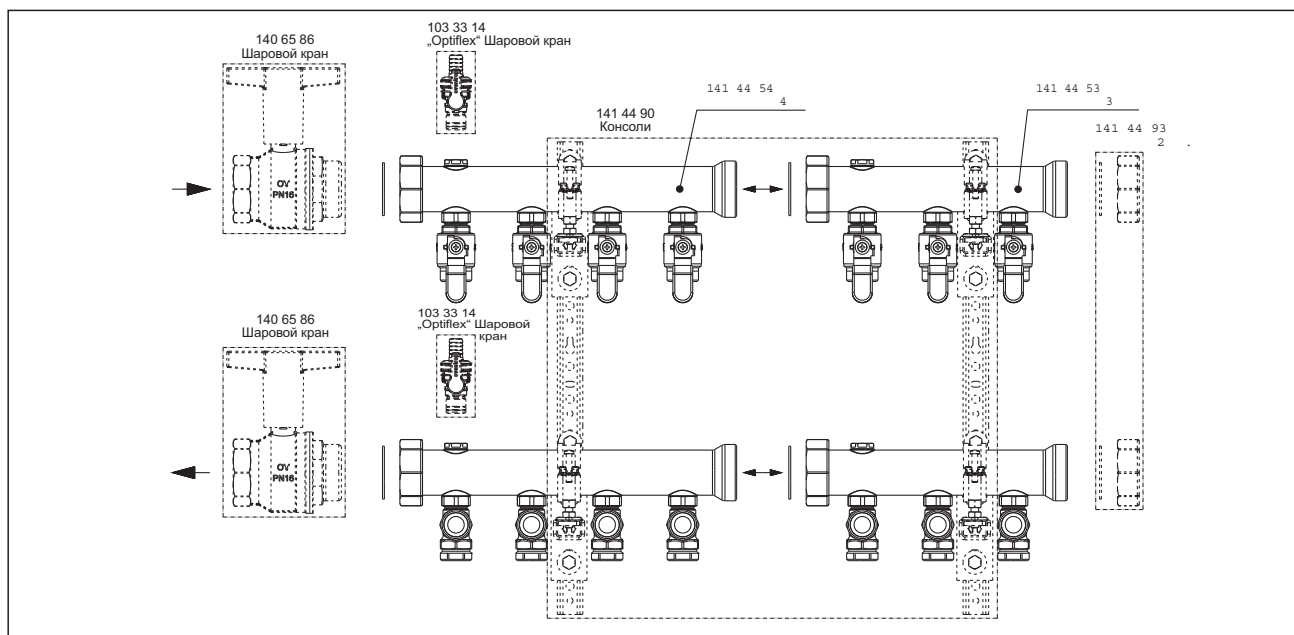 140 65 86
Шаровой кран
103 33 14
„Optiflex“ Шаровой кран
141 44 90
Консоли
141 44 54
4
141 44 53
3
141 44 93
2 .
OV
PN16
140 65 86
Шаровой кран
103 33 14
„Optiflex“ Шаровой
кран
OV
PN16